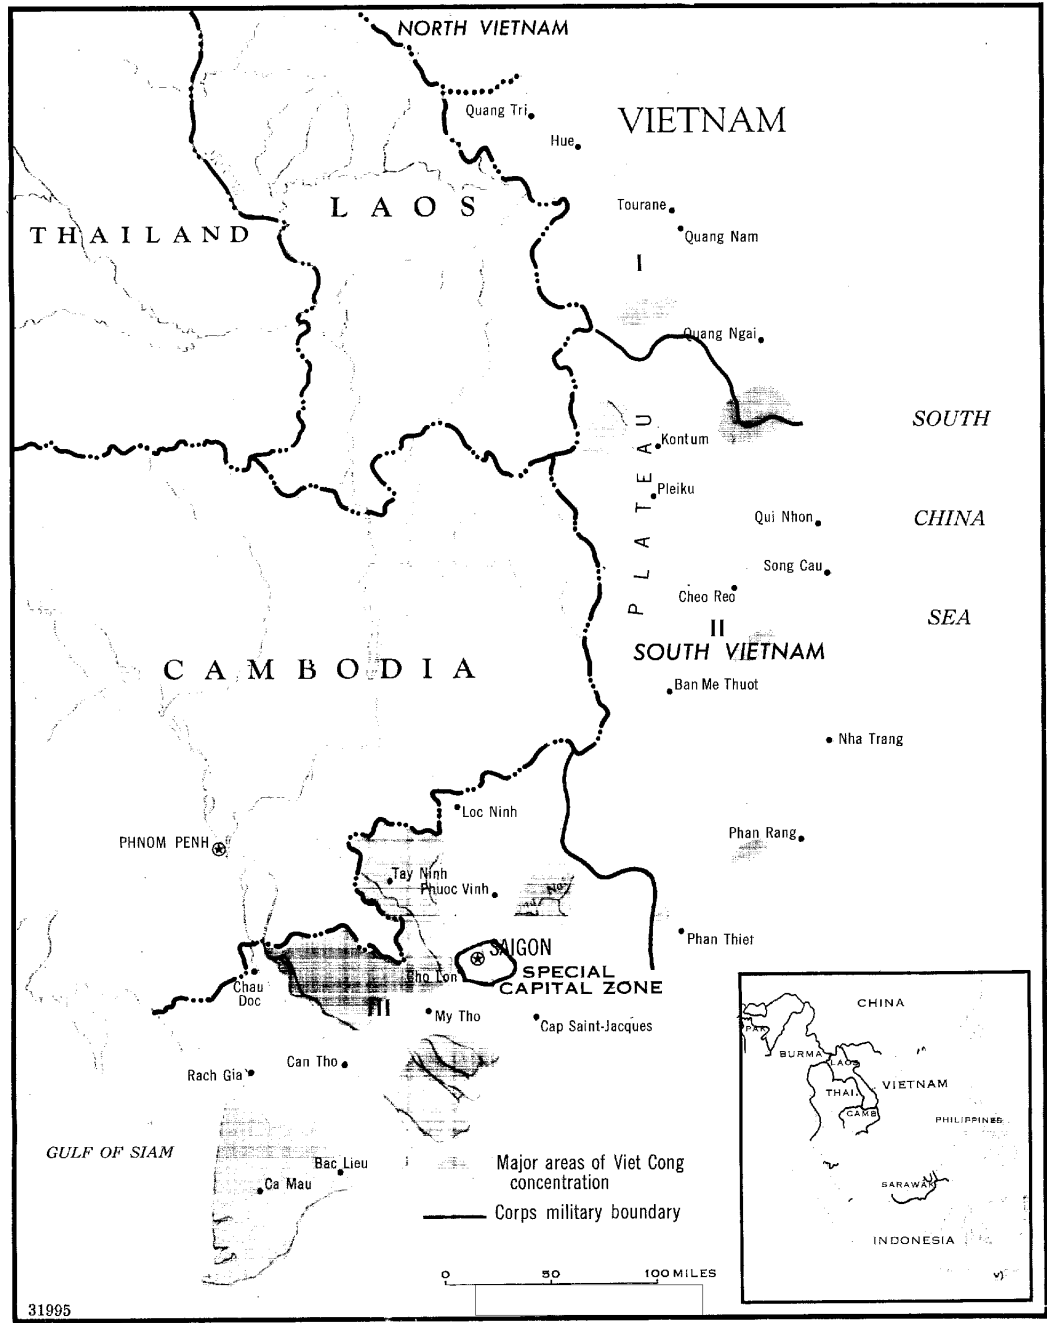 NORTH VIETNAM
Quang Tri
VIETNAM
Hue
LAOS
Tourane
THAILAND
Quang Nam
I
Quang Ngai
PLATEAU
SOUTH
Kontum
Pleiku
Qui Nhon
CHINA
Song Cau
Cheo Reo
SEA
II
SOUTH VIETNAM
CAMBODIA
Ban Me Thuot
Nha Trang
Loc Ninh
Phan Rang
PHNOM PENH
Tay Ninh
Phuoc Vinh
Phan Thiet
SAIGON
Cho Lon
SPECIAL
CAPITAL ZONE
Chau
Doc
III
My Tho
Cap Saint-Jacques
Can Tho
Rach Gia
GULF OF SIAM
Bac Lieu
Ca Mau
Major areas of Viet Cong
concentration
Corps military boundary
0 50 100 MILES
31995
CHINA
PAK
BURMA
LAOS
VIETNAM
THAI.
CAMB
PHILIPPINES
SARAWAK
INDONESIA